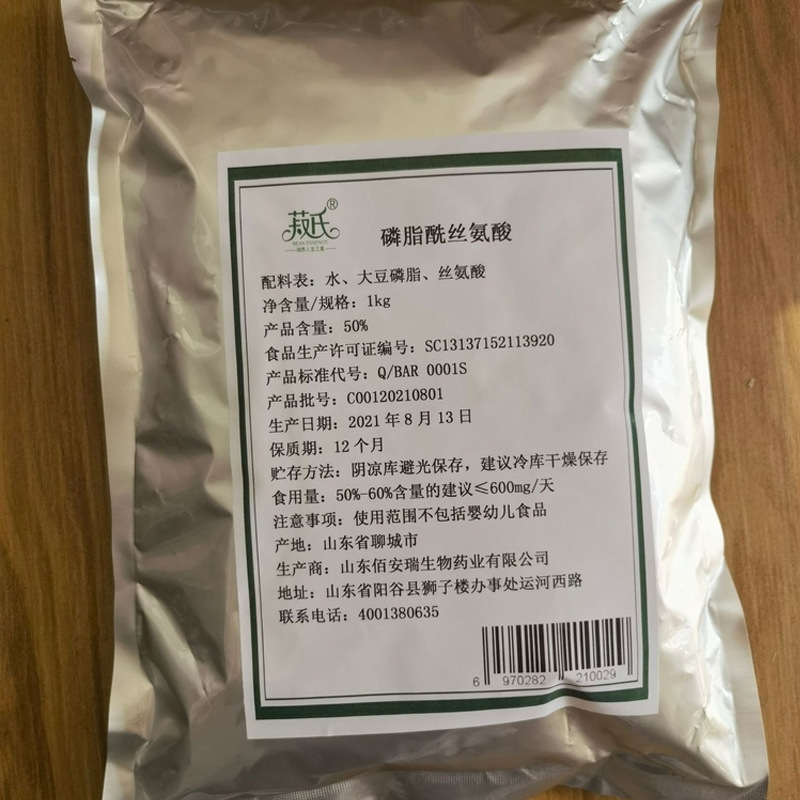 菽氏®
BEAN ESSENCE
磷脂酰丝氨酸
配料表：水、大豆磷脂、丝氨酸
净含量/规格：1kg
产品含量：50%
食品生产许可证编号：SC13137152113920
产品标准代号：Q/BAR 0001S
产品批号：C00120210801
生产日期：2021年8月13日
保质期：12个月
贮存方法：阴凉库避光保存，建议冷库干燥保存
食用量：50%-60%含量的建议≤600mg/天
注意事项：使用范围不包括婴幼儿食品
产地：山东省聊城市
生产商：山东佰安瑞生物药业有限公司
地址：山东省阳谷县狮子楼办事处运河西路
联系电话：4001380635
6 970282 210029